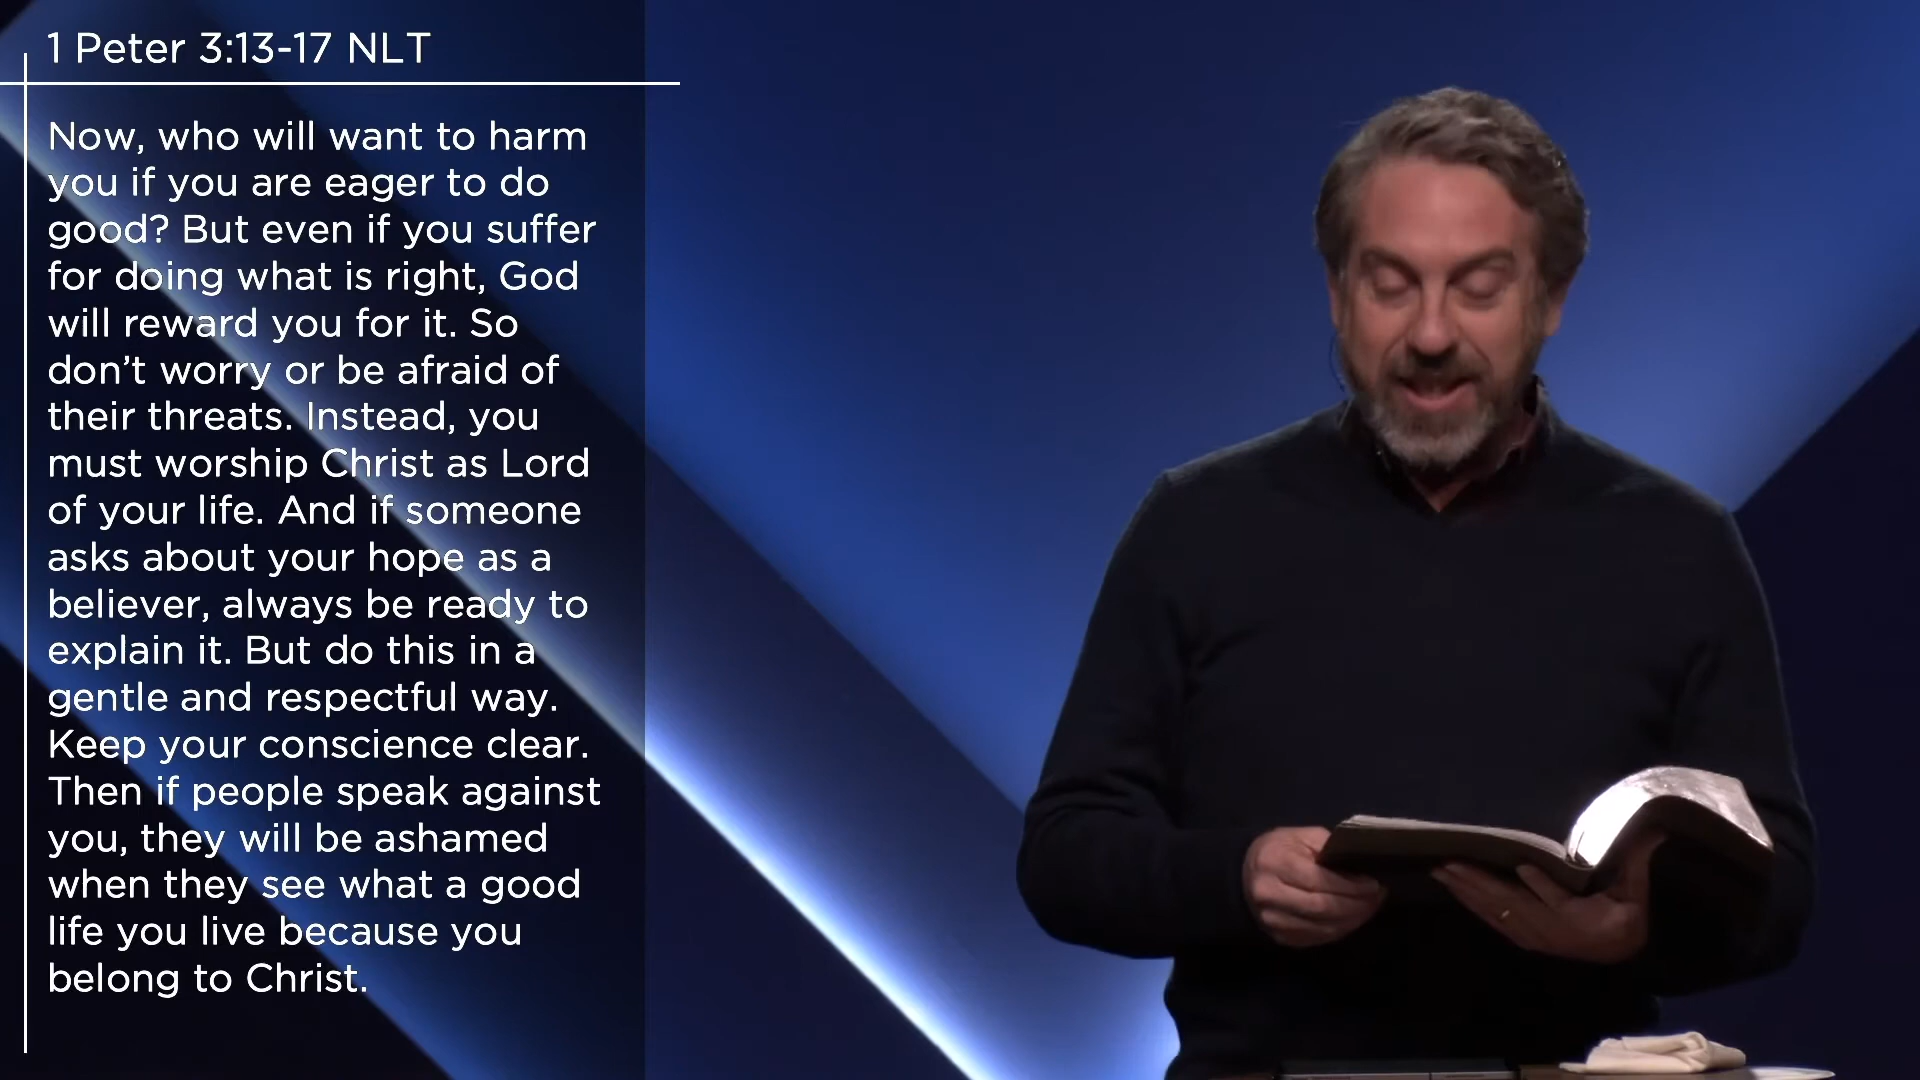 1 Peter 3:13-17 NLT
Now, who will want to harm
you if you are eager to do
good? But even if you suffer
for doing what is right, God
will reward you for it. So
don’t worry or be afraid of
their threats. Instead, you
must worship Christ as Lord
of your life. And if someone
asks about your hope as a
believer, always be ready to
explain it. But do this in a
gentle and respectful way.
Keep your conscience clear.
Then if people speak against
you, they will be ashamed
when they see what a good
life you live because you
belong to Christ.